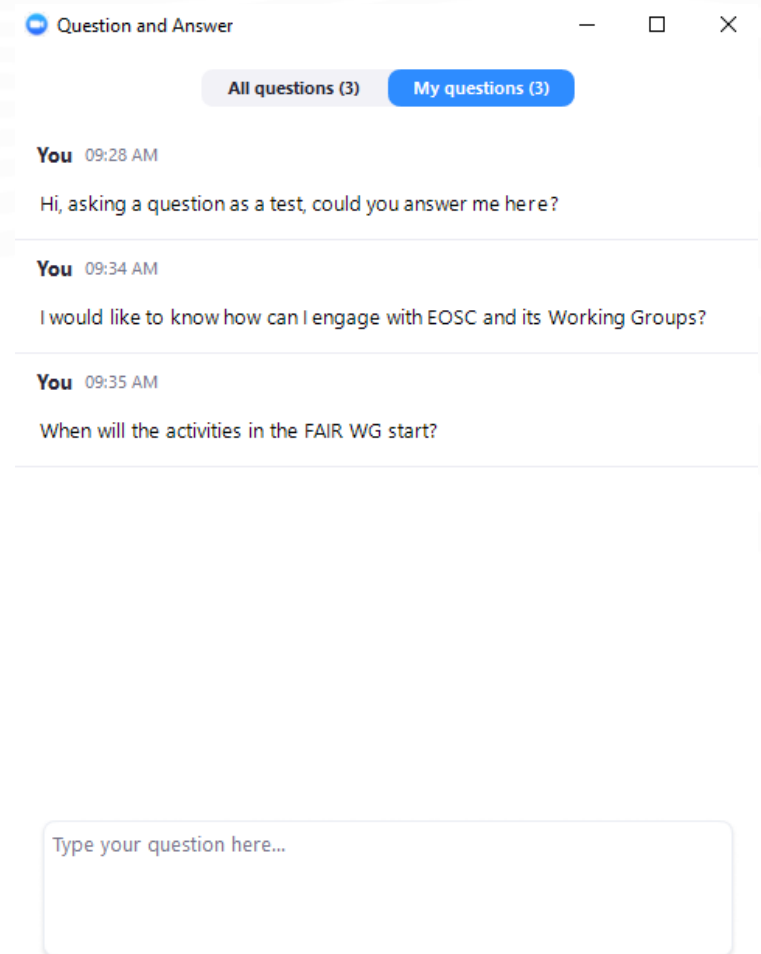 Question and Answer
All questions (3)
My questions (3)
You 09:28 AM
Hi, asking a question as a test, could you answer me here?
You 09:34 AM
I would like to know how can I engage with EOSC and its Working Groups?
You 09:35 AM
When will the activities in the FAIR WG start?
Type your question here...